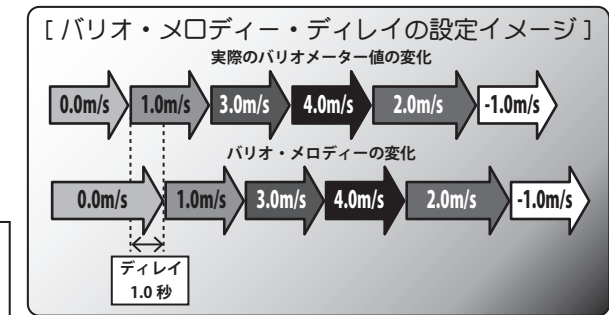 [ バリオ・メロディー・ディレイの設定イメージ ]
実際のバリオメーター値の変化
0.0m/s 1.0m/s 3.0m/s 4.0m/s 2.0m/s -1.0m/s
バリオ・メロディーの変化
0.0m/s 1.0m/s 3.0m/s 4.0m/s 2.0m/s -1.0m/s
ディレイ
1.0 秒